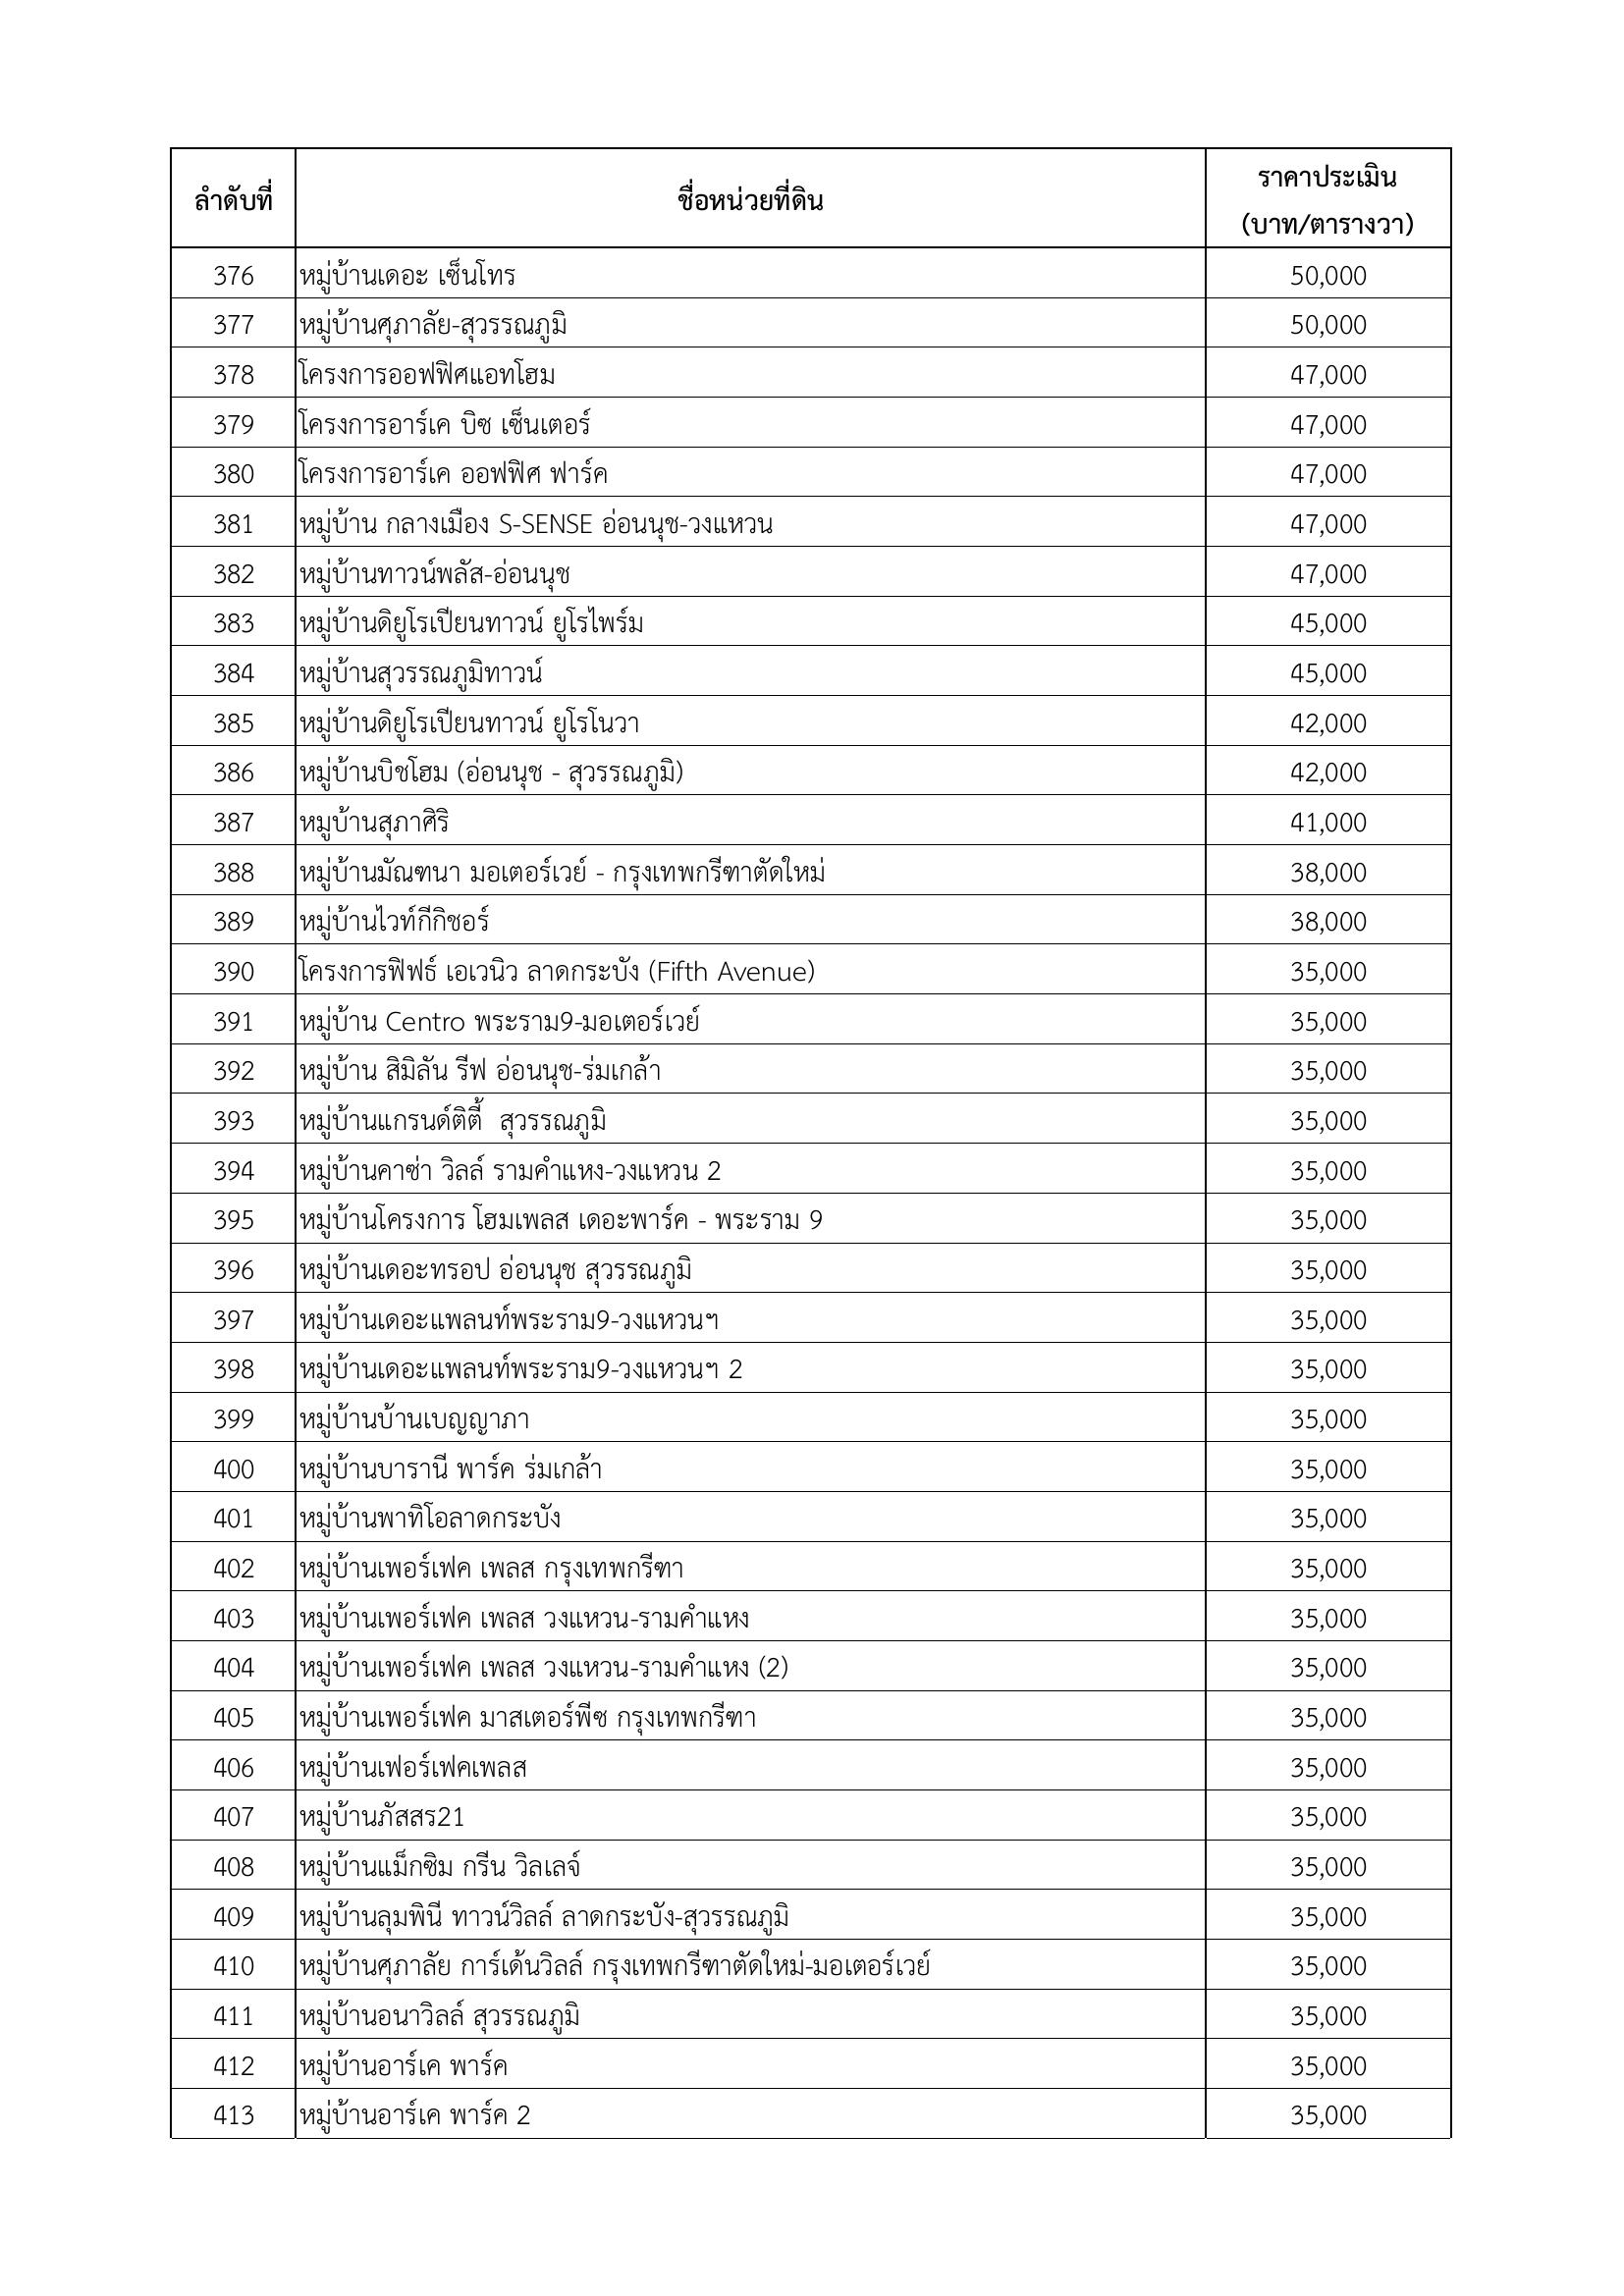 ลำดับที่ ชื่อหน่วยที่ดิน ราคาประเมิน
(บาท/ตารางวา)
376 หมู่บ้านเดอะ เซ็นโทร 50,000
377 หมู่บ้านศุภาลัย-สุวรรณภูมิ 50,000
378 โครงการออฟฟิศแอทโฮม 47,000
379 โครงการอาร์เค บิซ เซ็นเตอร์ 47,000
380 โครงการอาร์เค ออฟฟิศ ฟาร์ค 47,000
381 หมู่บ้าน กลางเมือง S-SENSE อ่อนนุช-วงแหวน 47,000
382 หมู่บ้านทาวน์พลัส-อ่อนนุช 47,000
383 หมู่บ้านดิยูโรเปียนทาวน์ ยูโรไพร์ม 45,000
384 หมู่บ้านสุวรรณภูมิทาวน์ 45,000
385 หมู่บ้านดิยูโรเปียนทาวน์ ยูโรโนวา 42,000
386 หมู่บ้านบิชโฮม (อ่อนนุช - สุวรรณภูมิ) 42,000
387 หมูบ้านสุภาศิริ 41,000
388 หมู่บ้านมัณฑนา มอเตอร์เวย์ - กรุงเทพกรีฑาตัดใหม่ 38,000
389 หมู่บ้านไวท์กีกิชอร์ 38,000
390 โครงการฟิฟธ์ เอเวนิว ลาดกระบัง (Fifth Avenue) 35,000
391 หมู่บ้าน Centro พระราม9-มอเตอร์เวย์ 35,000
392 หมู่บ้าน สิมิลัน รีฟ อ่อนนุช-ร่มเกล้า 35,000
393 หมู่บ้านแกรนด์ติตี้  สุวรรณภูมิ 35,000
394 หมู่บ้านคาซ่า วิลล์ รามคำแหง-วงแหวน 2 35,000
395 หมู่บ้านโครงการ โฮมเพลส เดอะพาร์ค - พระราม 9 35,000
396 หมู่บ้านเดอะทรอป อ่อนนุช สุวรรณภูมิ 35,000
397 หมู่บ้านเดอะแพลนท์พระราม9-วงแหวนฯ 35,000
398 หมู่บ้านเดอะแพลนท์พระราม9-วงแหวนฯ 2 35,000
399 หมู่บ้านบ้านเบญญาภา 35,000
400 หมู่บ้านบารานี พาร์ค ร่มเกล้า 35,000
401 หมู่บ้านพาทิโอลาดกระบัง 35,000
402 หมู่บ้านเพอร์เฟค เพลส กรุงเทพกรีฑา 35,000
403 หมู่บ้านเพอร์เฟค เพลส วงแหวน-รามคำแหง 35,000
404 หมู่บ้านเพอร์เฟค เพลส วงแหวน-รามคำแหง (2) 35,000
405 หมู่บ้านเพอร์เฟค มาสเตอร์พีซ กรุงเทพกรีฑา 35,000
406 หมู่บ้านเฟอร์เฟคเพลส 35,000
407 หมู่บ้านภัสสร21 35,000
408 หมู่บ้านแม็กซิม กรีน วิลเลจ์ 35,000
409 หมู่บ้านลุมพินี ทาวน์วิลล์ ลาดกระบัง-สุวรรณภูมิ 35,000
410 หมู่บ้านศุภาลัย การ์เด้นวิลล์ กรุงเทพกรีฑาตัดใหม่-มอเตอร์เวย์ 35,000
411 หมู่บ้านอนาวิลล์ สุวรรณภูมิ 35,000
412 หมู่บ้านอาร์เค พาร์ค 35,000
413 หมู่บ้านอาร์เค พาร์ค 2 35,000